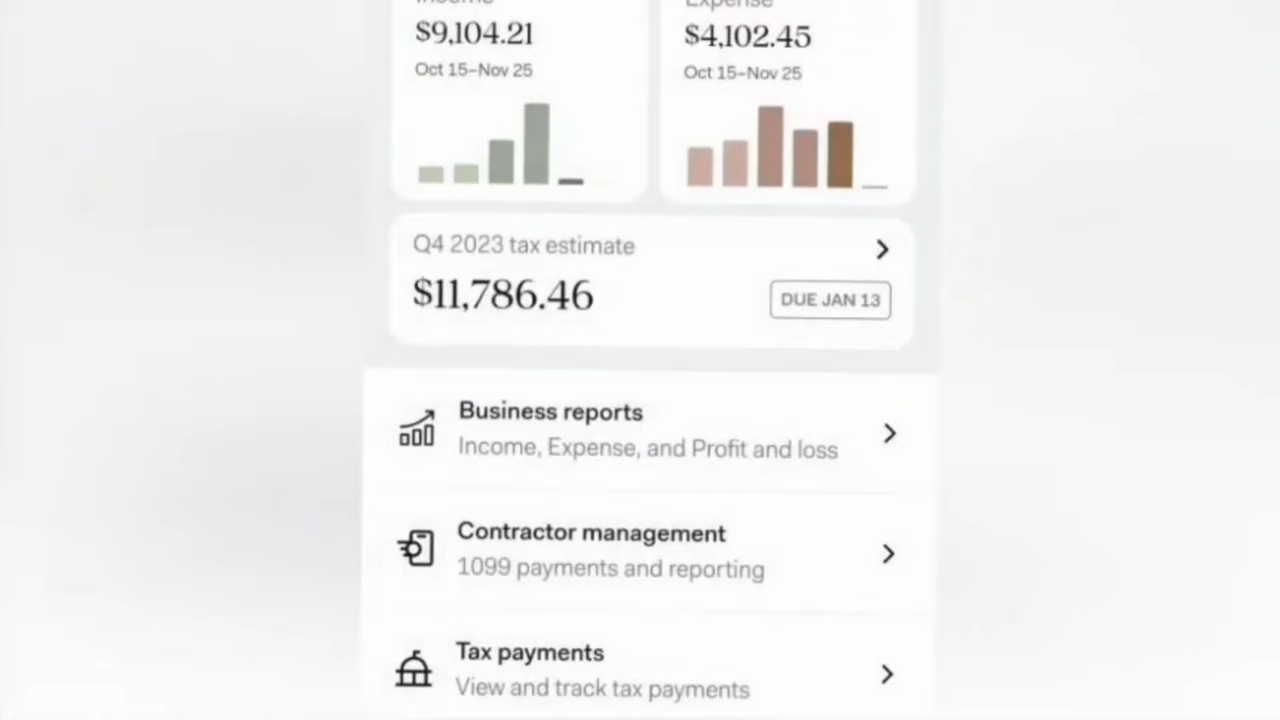 Income
Expense
$9,104.21
$4,102.45
Oct 15–Nov 25
Oct 15–Nov 25
Q4 2023 tax estimate
$11,786.46
DUE JAN 13
Business reports
Income, Expense, and Profit and loss
Contractor management
1099 payments and reporting
Tax payments
View and track tax payments